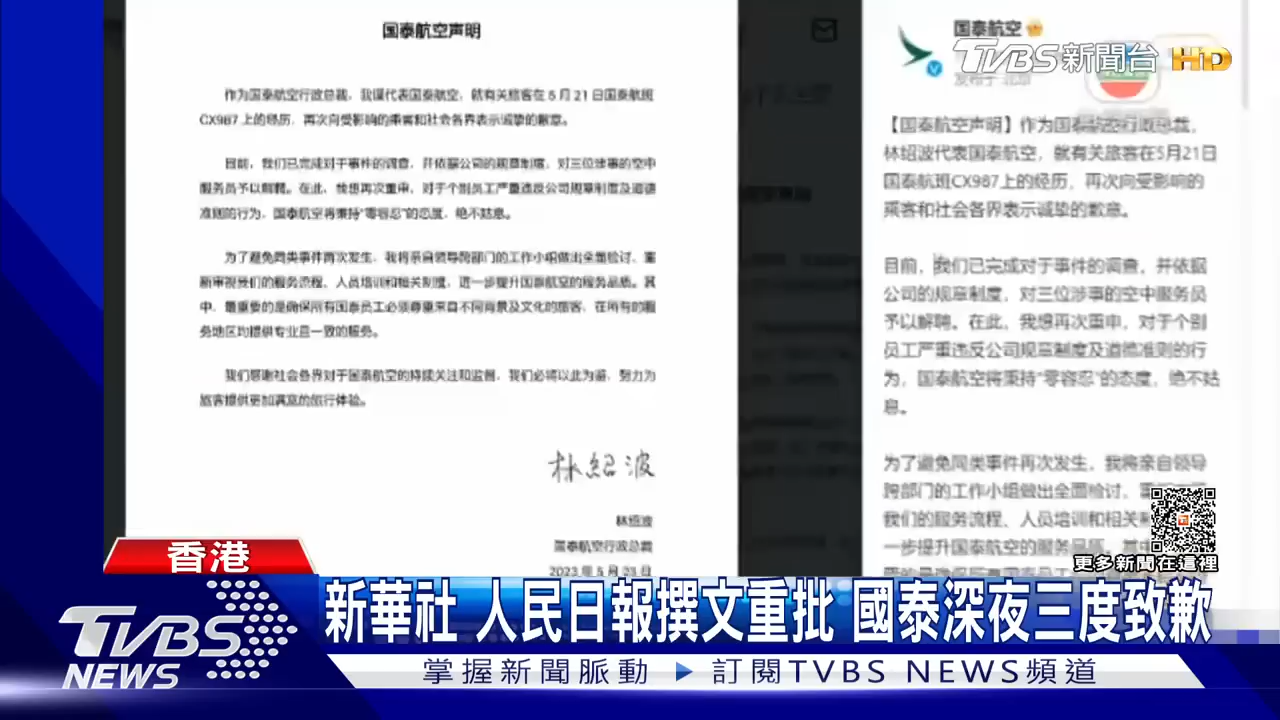 国泰航空声明
作为国泰航空行政总裁，我谨代表国泰航空，就有关旅客在5月21日国泰航班
CX987上的经历，再次向受影响的乘客和社会各界表示诚挚的歉意。
目前，我们已完成对于事件的调查，并依据公司的规章制度，对三位涉事的空中
服务员予以解聘。在此，我想再次重申，对于个别员工严重违反公司规章制度及道德
准则的行为，国泰航空将秉持“零容忍”的态度，绝不姑息。
为了避免同类事件再次发生，我将亲自领导跨部门的工作小组做出全面检讨，重
新审视我们的服务流程、人员培训和相关制度，进一步提升国泰航空的服务品质。其
中，最重要的是确保所有国泰员工必须尊重来自不同背景及文化的旅客，在所有的服
务地区均提供专业且一致的服务。
我们感谢社会各界对于国泰航空的持续关注和监督，我们必将以此为鉴，努力为
旅客提供更加满意的旅行体验。
林紹波
林绍波
国泰航空行政总裁
2023年5月23日
国泰航空
TVBS新聞台 HD
发布于 北京
【国泰航空声明】作为国泰航空行政总裁，
林绍波代表国泰航空，就有关旅客在5月21日
国泰航班CX987上的经历，再次向受影响的
乘客和社会各界表示诚挚的歉意。
目前，我们已完成对于事件的调查，并依据
公司的规章制度，对三位涉事的空中服务员
予以解聘。在此，我想再次重申，对于个别
员工严重违反公司规章制度及道德准则的行
为，国泰航空将秉持“零容忍”的态度，绝不姑
息。
为了避免同类事件再次发生，我将亲自领导
跨部门的工作小组做出全面检讨，重
我们的服务流程、人员培训和相关
一步提升国泰航空的服务品质。其中
更多新聞在這裡
香港
新華社 人民日報撰文重批 國泰深夜三度致歉
TVBS NEWS
掌握新聞脈動 ▶ 訂閱TVBS NEWS頻道